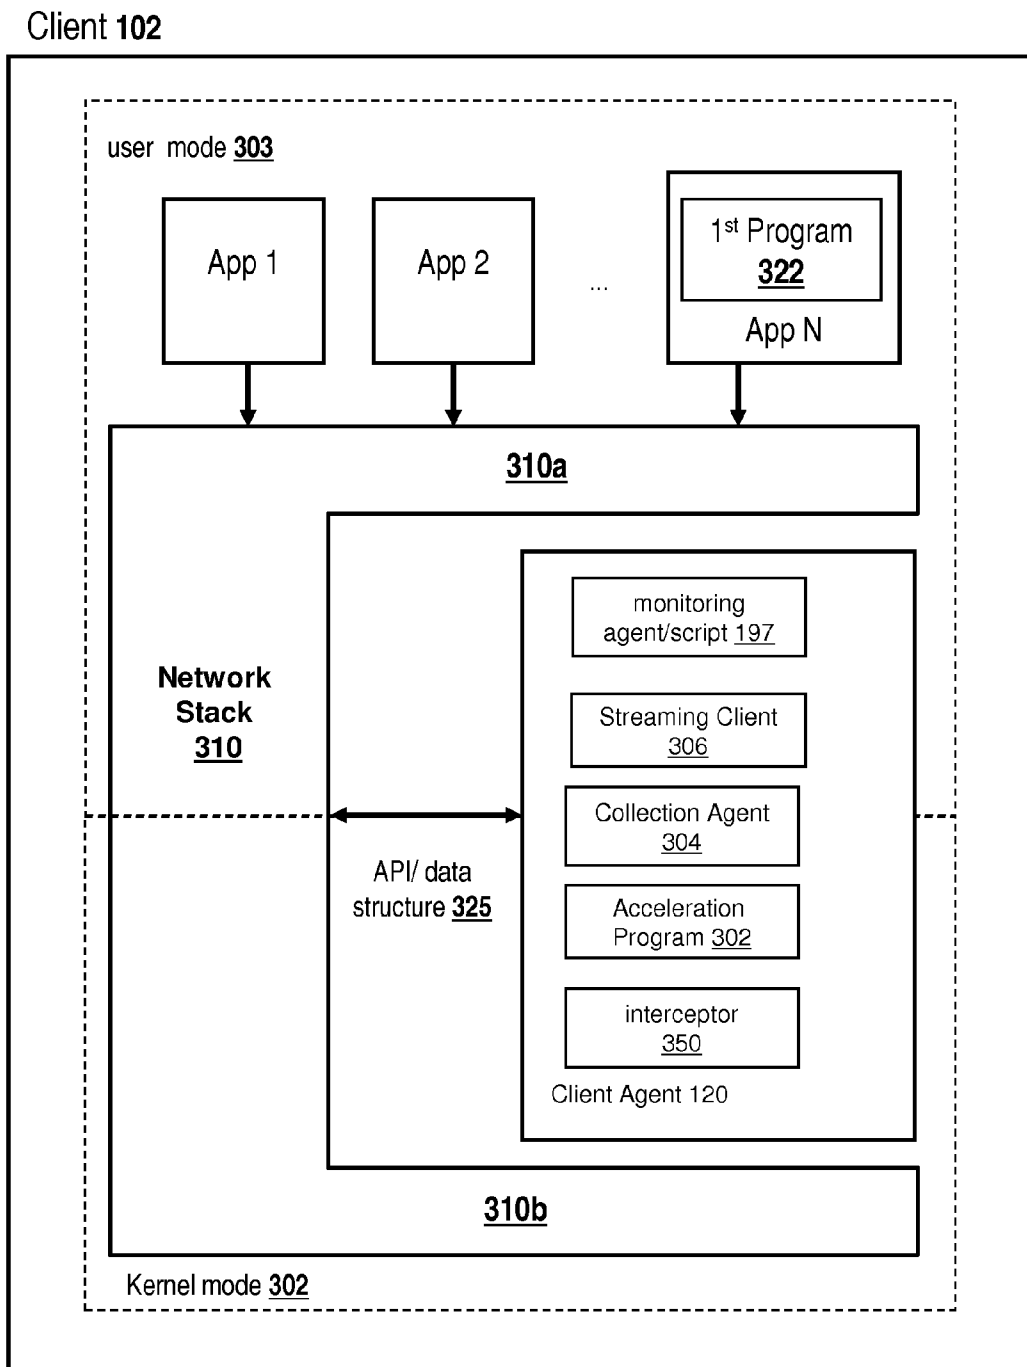 Client 102
user mode 303
App 1
App 2
...
1st Program
322
App N
310a
Network
Stack
310
monitoring
agent/script 197
Streaming Client
306
Collection Agent
304
API/ data
structure 325
Acceleration
Program 302
interceptor
350
Client Agent 120
310b
Kernel mode 302